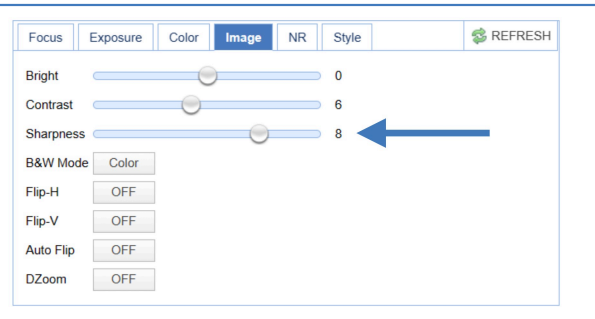 Focus Exposure Color Image NR Style REFRESH
Bright 0
Contrast 6
Sharpness 8
B&W Mode Color
Flip-H OFF
Flip-V OFF
Auto Flip OFF
DZoom OFF